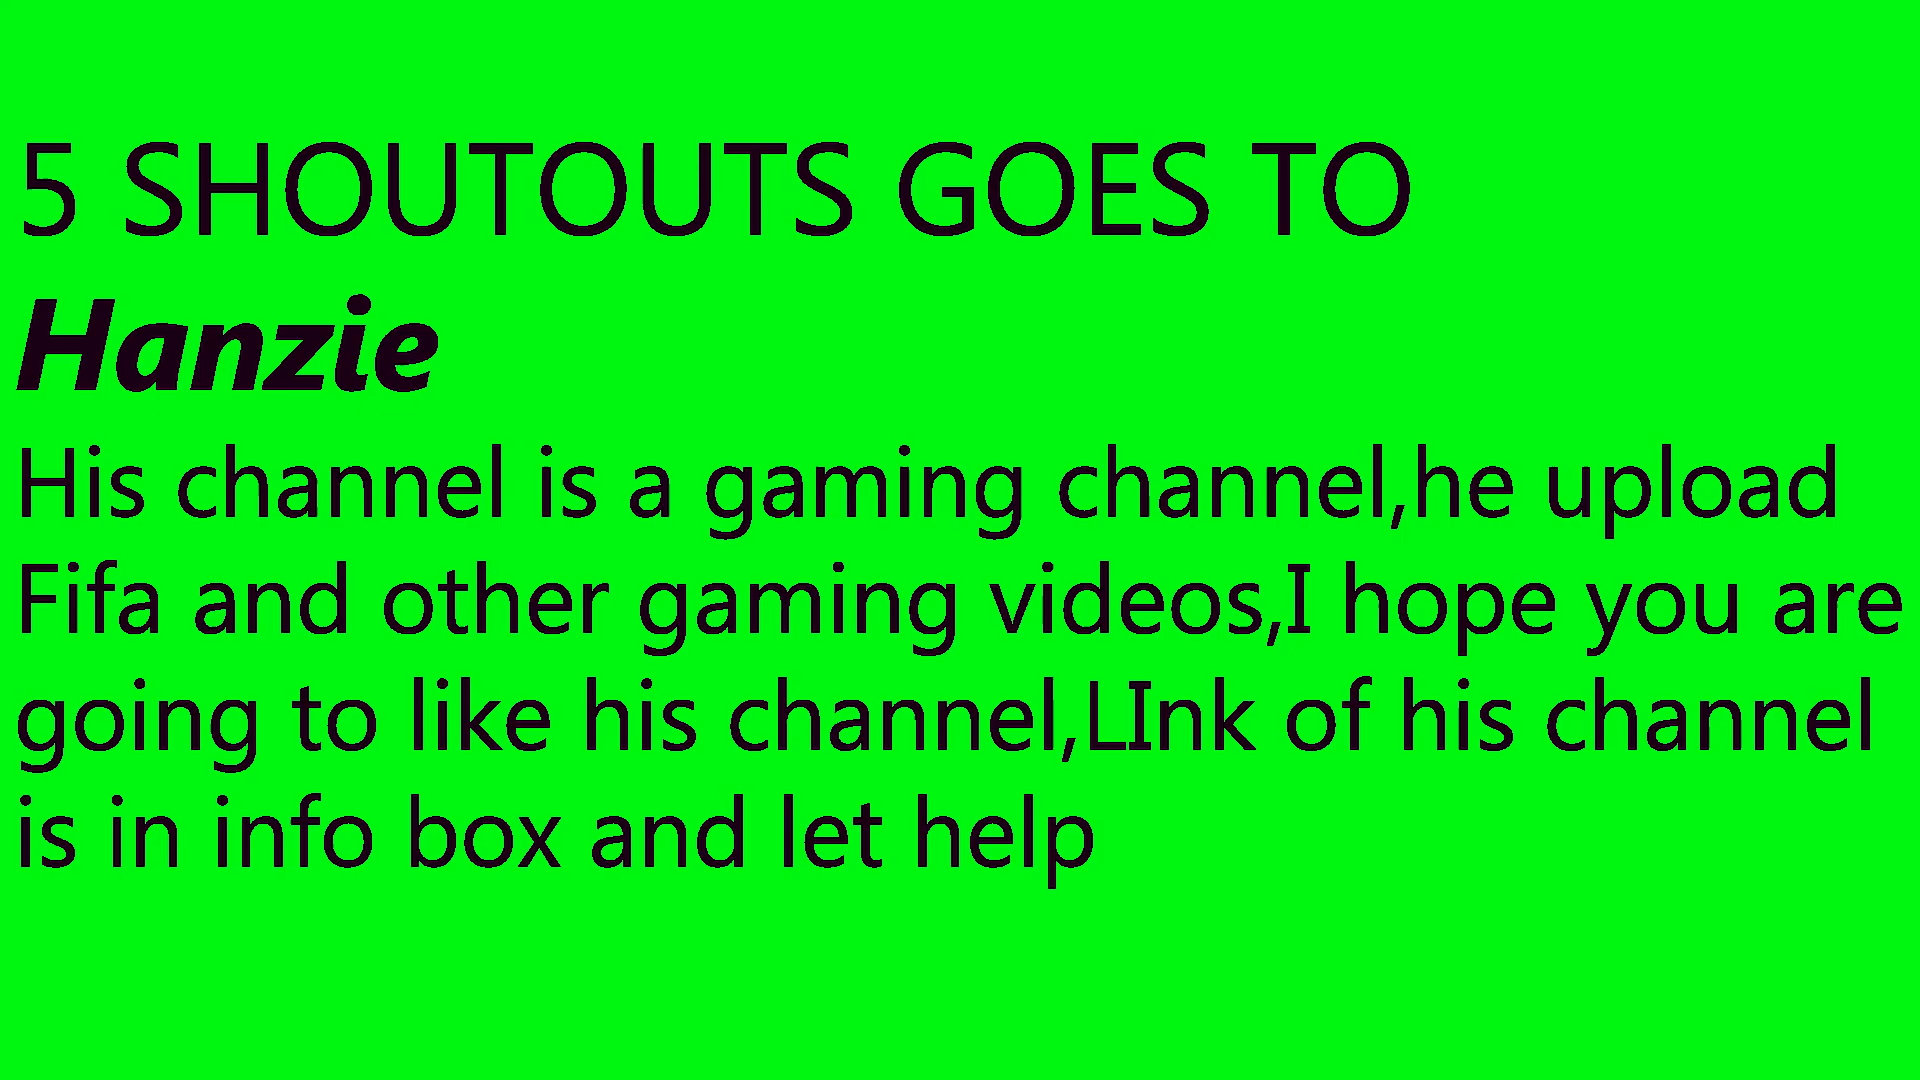 5 SHOUTOUTS GOES TO
Hanzie
His channel is a gaming channel,he upload
Fifa and other gaming videos,I hope you are
going to like his channel,LInk of his channel
is in info box and let help